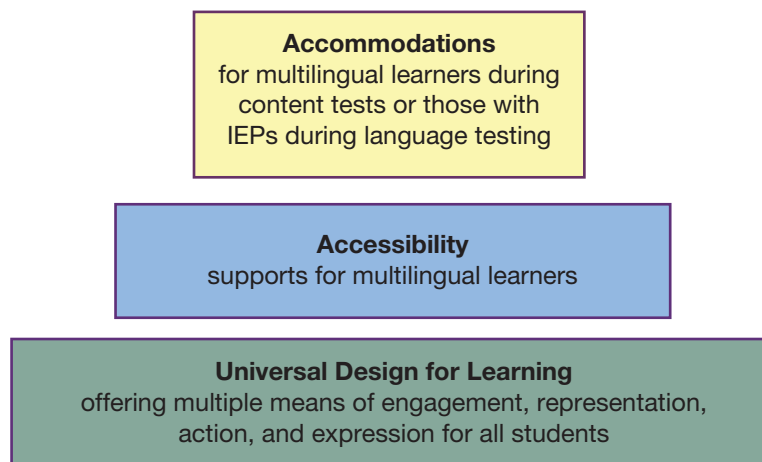 Accommodations
for multilingual learners during
content tests or those with
IEPs during language testing
Accessibility
supports for multilingual learners
Universal Design for Learning
offering multiple means of engagement, representation,
action, and expression for all students